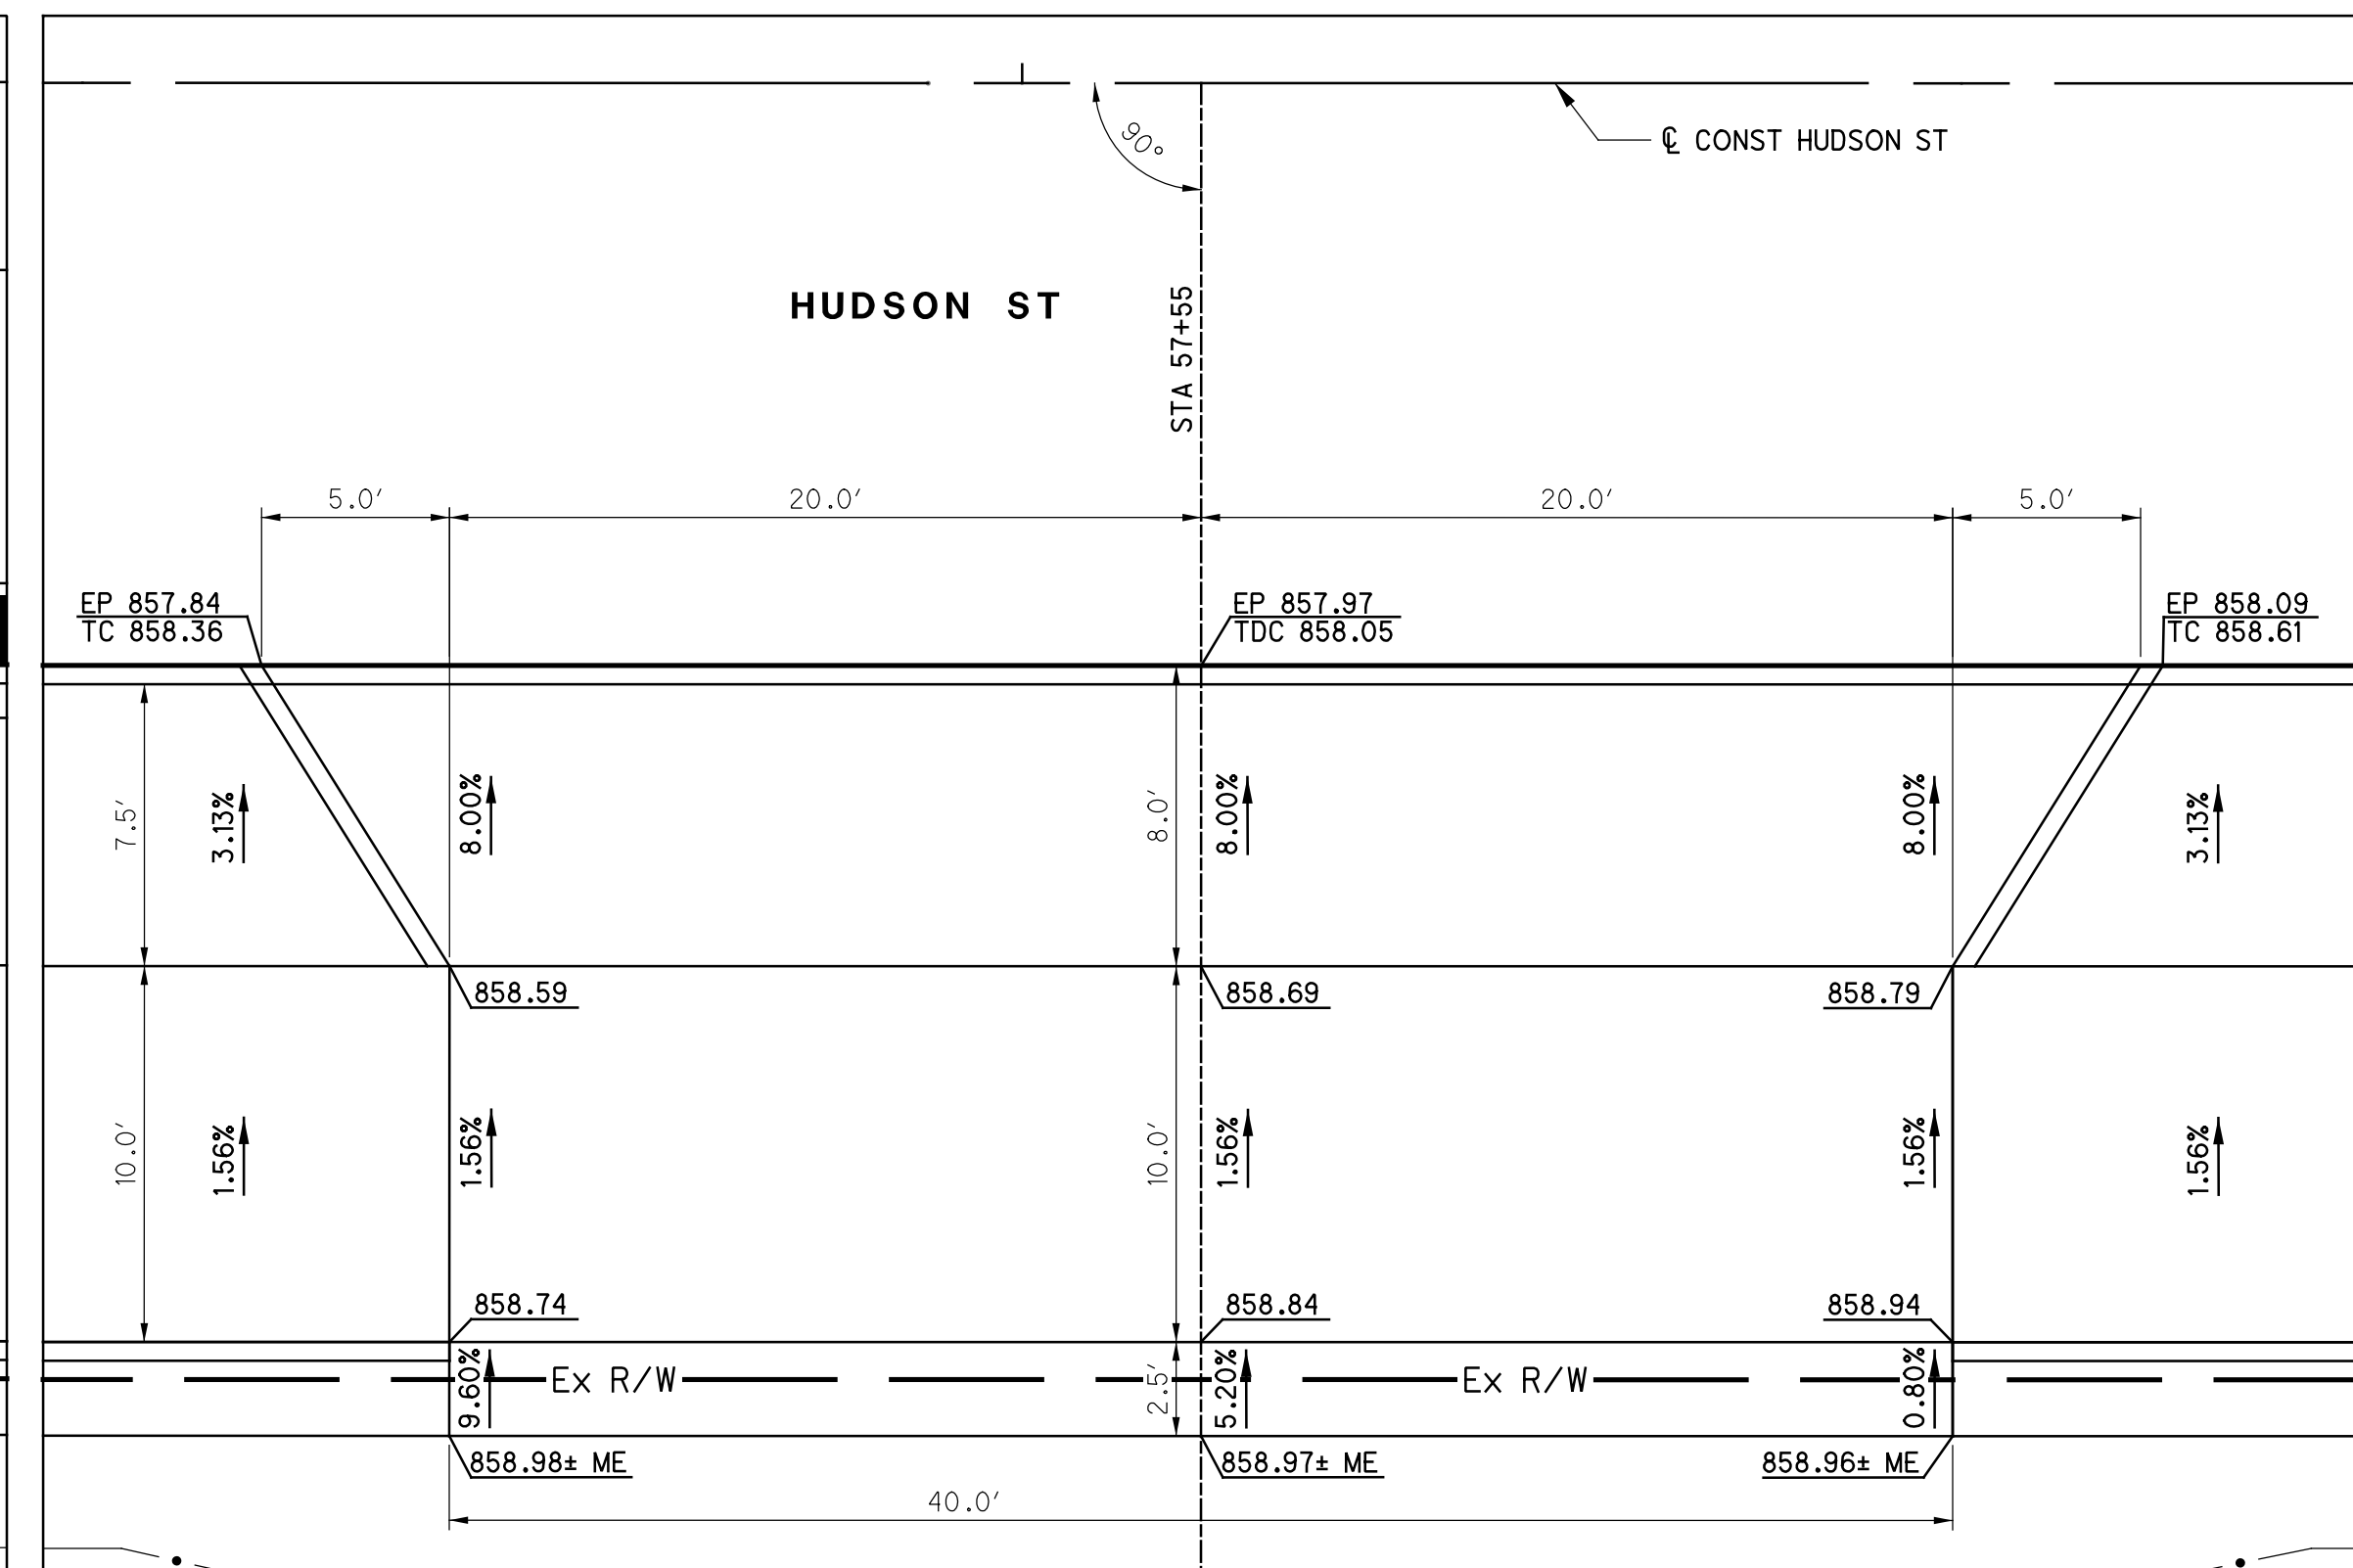 90°
℄ CONST HUDSON ST
HUDSON ST
STA 57+55
5.0′
20.0′
20.0′
5.0′
EP 857.84
TC 858.36
EP 857.97
TDC 858.05
EP 858.09
TC 858.61
7.5′
3.13%
8.00%
8.0′
8.00%
8.00%
3.13%
858.59
858.69
858.79
10.0′
1.56%
1.56%
10.0′
1.56%
1.56%
1.56%
858.74
858.84
858.94
9.60%
Ex R/W
2.5′
5.20%
Ex R/W
0.80%
858.98± ME
858.97± ME
858.96± ME
40.0′